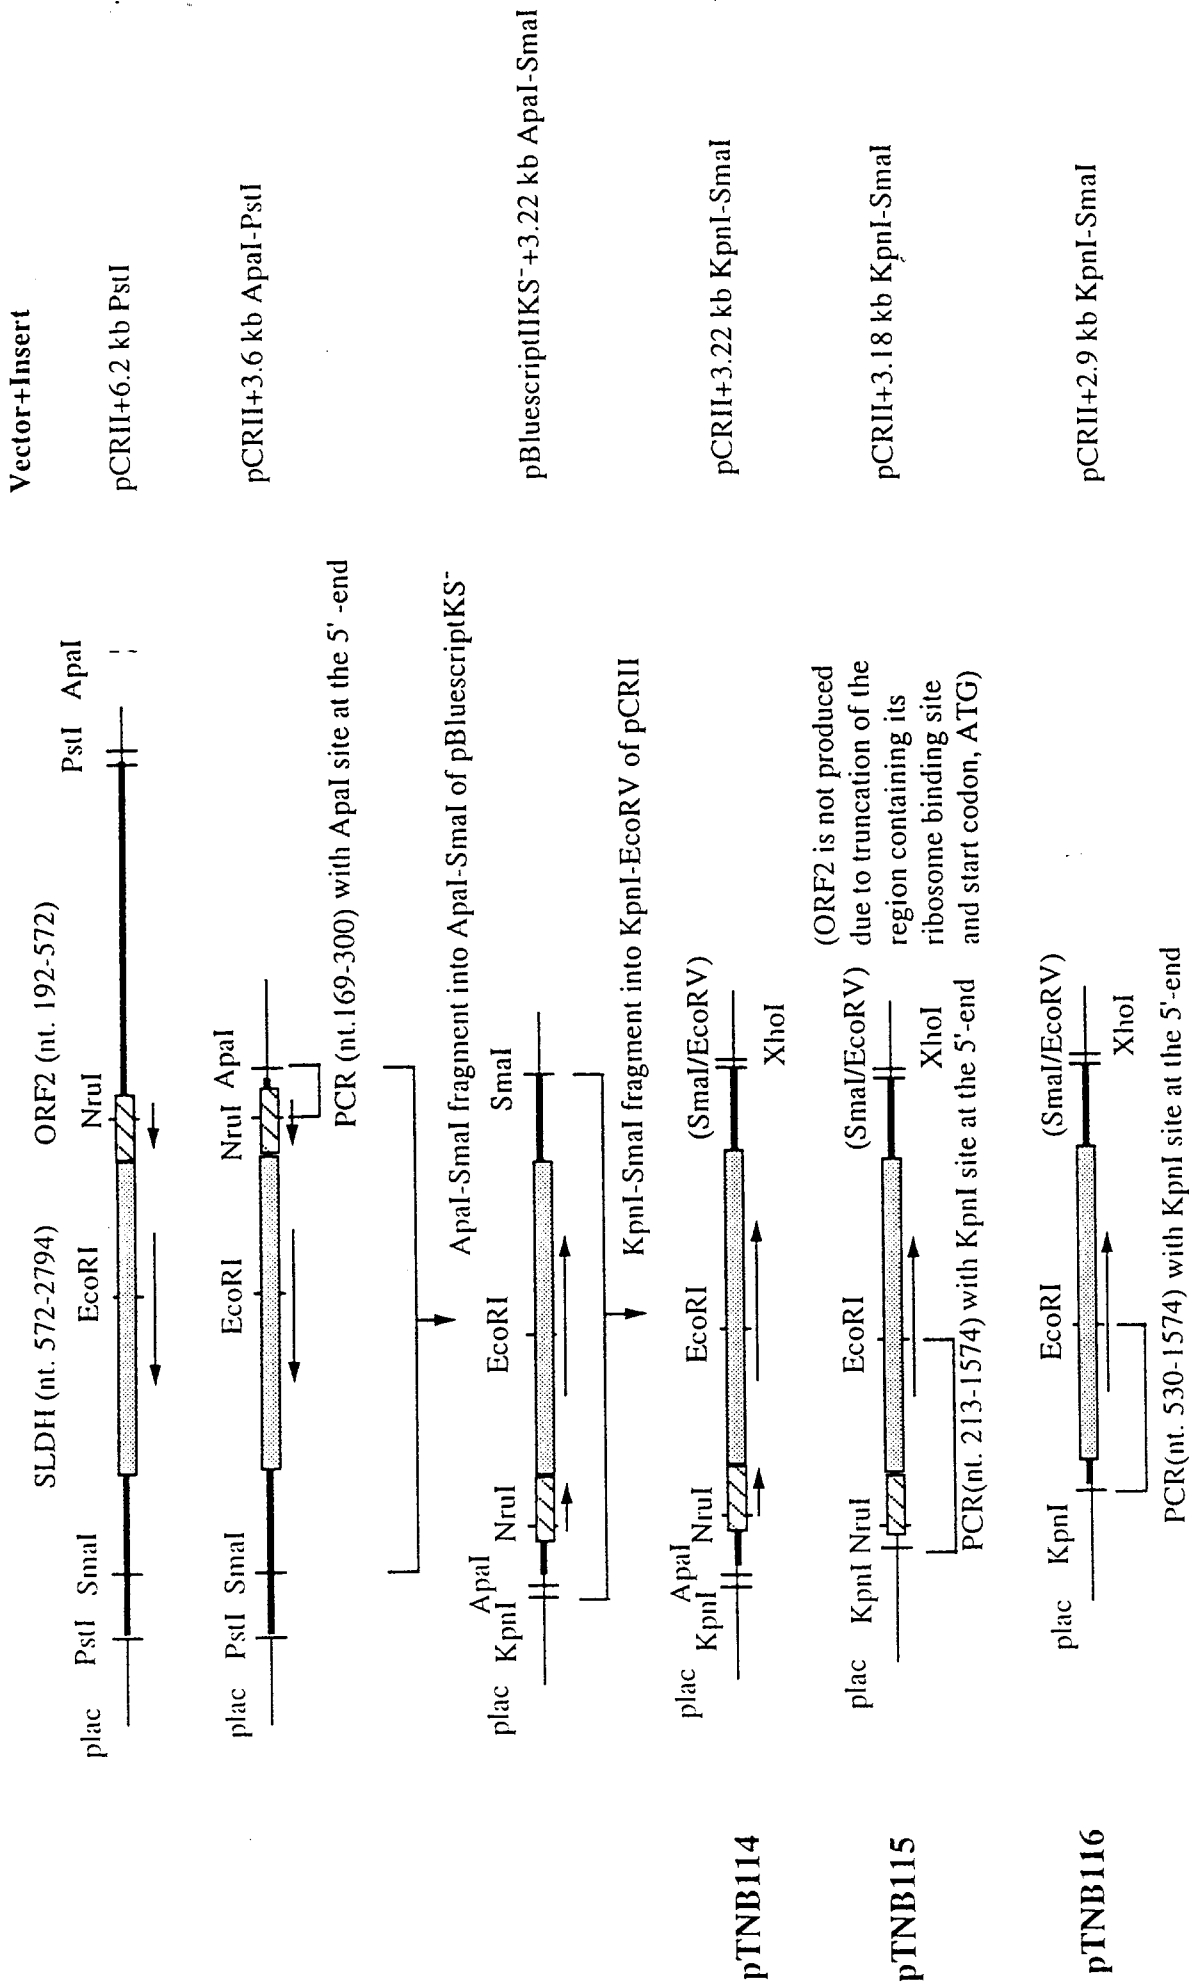 Vector+Insert
SLDH (nt. 572-2794) ORF2 (nt. 192-572)
plac PstI SmaI EcoRI NruI PstI ApaI
pCRII+6.2 kb PstI
plac PstI SmaI EcoRI NruI ApaI
pCRII+3.6 kb ApaI-PstI
PCR (nt.169-300) with ApaI site at the 5' -end
ApaI-SmaI fragment into ApaI-SmaI of pBluescriptKS-
plac KpnI ApaI NruI EcoRI SmaI
pBluescriptIIKS-+3.22 kb ApaI-SmaI
KpnI-SmaI fragment into KpnI-EcoRV of pCRII
pTNB114
plac KpnI ApaI NruI EcoRI (SmaI/EcoRV)
XhoI
pCRII+3.22 kb KpnI-SmaI
pTNB115
plac KpnI NruI EcoRI (SmaI/EcoRV)
XhoI
(ORF2 is not produced
due to truncation of the
region containing its
ribosome binding site
and start codon, ATG)
pCRII+3.18 kb KpnI-SmaI
PCR(nt. 213-1574) with KpnI site at the 5'-end
pTNB116
plac KpnI EcoRI (SmaI/EcoRV)
XhoI
pCRII+2.9 kb KpnI-SmaI
PCR(nt. 530-1574) with KpnI site at the 5'-end